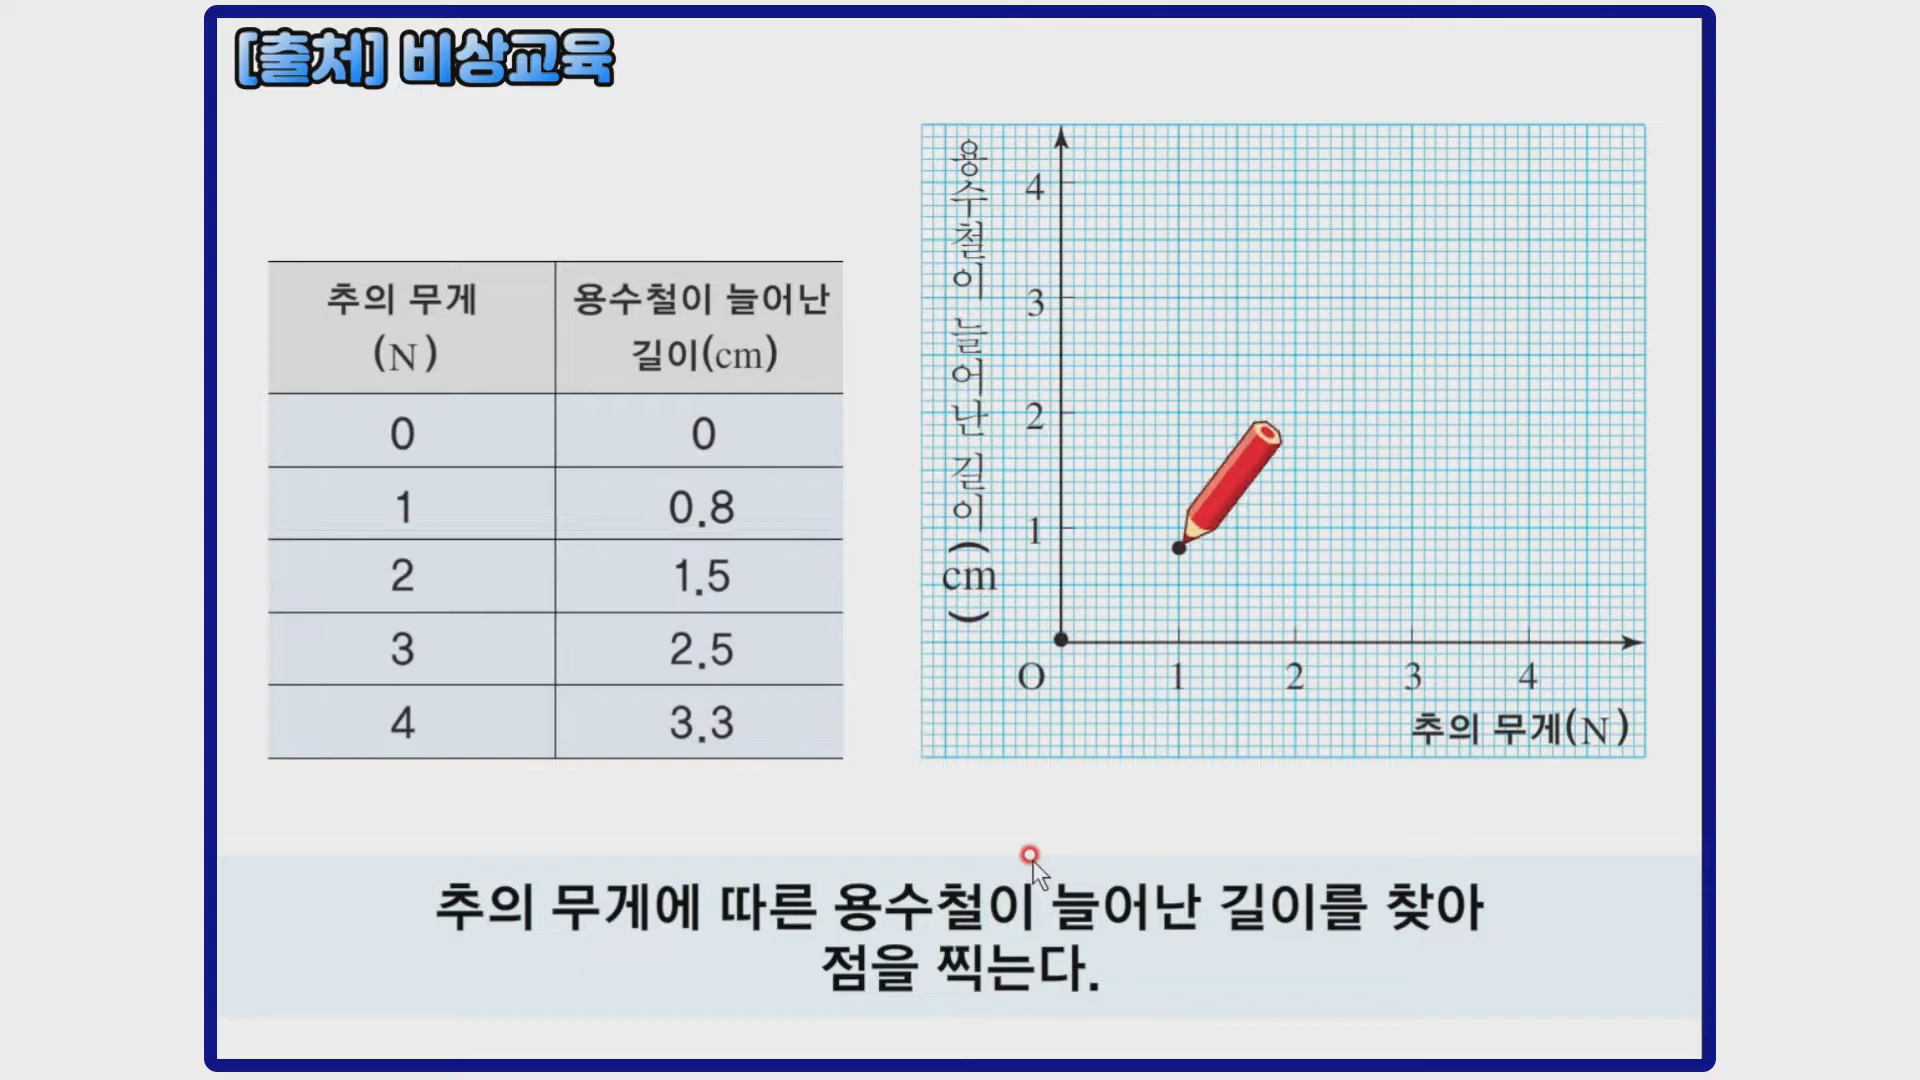 [출처] 비상교육
추의 무게
(N)
용수철이 늘어난
길이(cm)
0
0
1
0.8
2
1.5
3
2.5
4
3.3
용수철이 늘어난 길이(cm)
4
3
2
1
O
1
2
3
4
추의 무게(N)
추의 무게에 따른 용수철이 늘어난 길이를 찾아
점을 찍는다.